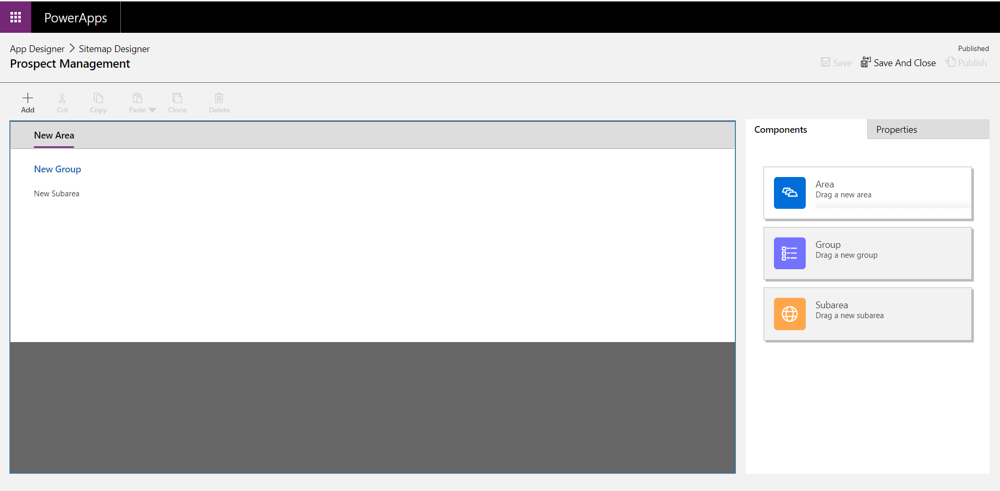 PowerApps
App Designer > Sitemap Designer
Prospect Management
Published
Save
Save And Close
Publish
Add
Cut
Copy
Paste
Clone
Delete
New Area
New Group
New Subarea
Components
Properties
Area
Drag a new area
Group
Drag a new group
Subarea
Drag a new subarea